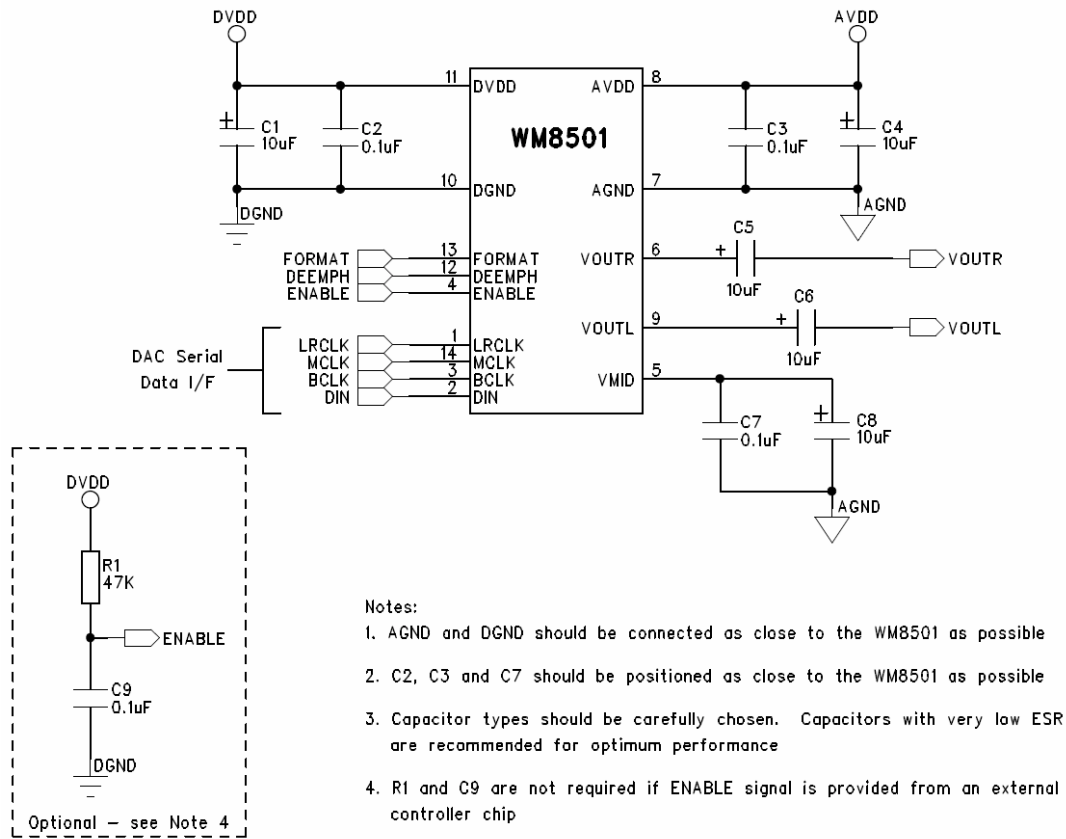 DVDD
AVDD
11
DVDD
AVDD
8
C1
10uF
C2
0.1uF
WM8501
C3
0.1uF
C4
10uF
10
DGND
AGND
7
DGND
AGND
C5
FORMAT
13
FORMAT
VOUTR
6
VOUTR
DEEMPH
12
DEEMPH
ENABLE
4
ENABLE
10uF
C6
VOUTL
9
VOUTL
DAC Serial
Data I/F
LRCLK
1
LRCLK
MCLK
14
MCLK
10uF
BCLK
3
BCLK
VMID
5
DIN
2
DIN
C7
0.1uF
C8
10uF
AGND
DVDD
R1
47K
ENABLE
C9
0.1uF
DGND
Optional – see Note 4
Notes:
1. AGND and DGND should be connected as close to the WM8501 as possible
2. C2, C3 and C7 should be positioned as close to the WM8501 as possible
3. Capacitor types should be carefully chosen. Capacitors with very low ESR
are recommended for optimum performance
4. R1 and C9 are not required if ENABLE signal is provided from an external
controller chip